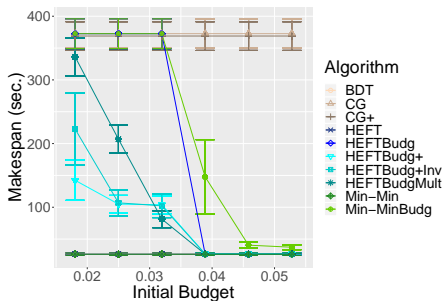 400
300
200
100
Makespan (sec.)
0.02
0.03
0.04
0.05
Initial Budget
Algorithm
BDT
CG
CG+
HEFT
HEFTBudg
HEFTBudg+
HEFTBudg+Inv
HEFTBudgMult
Min−Min
Min−MinBudg